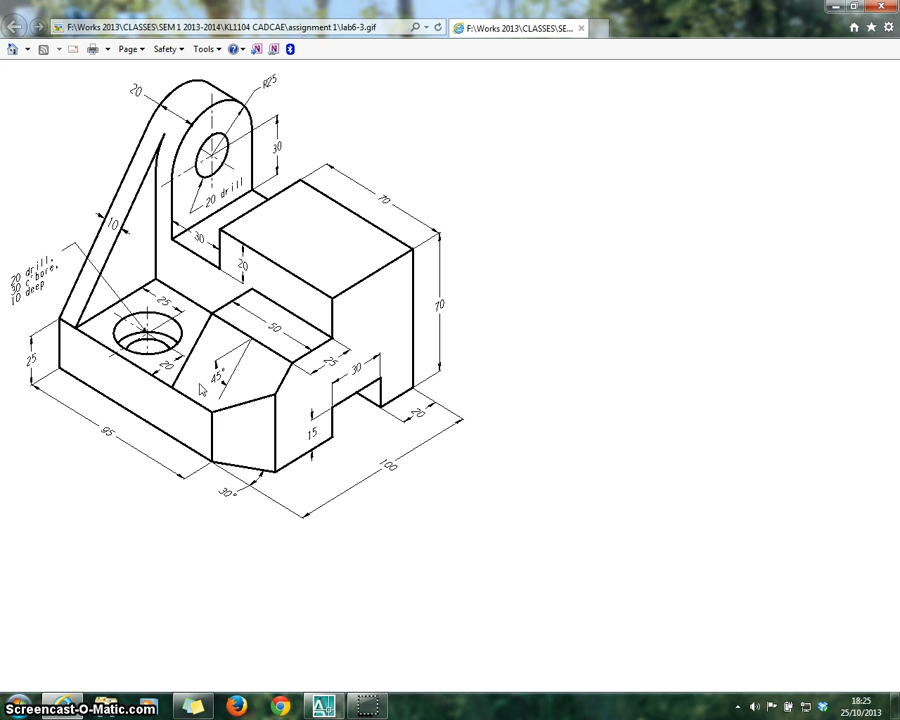 F:\Works 2013\CLASSES\SEM 1 2013-2014\KL1104 CADCAE\assignment 1\lab6-3.gif
F:\Works 2013\CLASSES\SE...
Page
Safety
Tools
20
R25
30
20 drill
70
10
30
20
20 drill.
30 c'bore.
10 deep
25
50
70
25
20
45°
25
30
20
15
95
100
30°
Screencast-O-Matic.com
18:25
25/10/2013